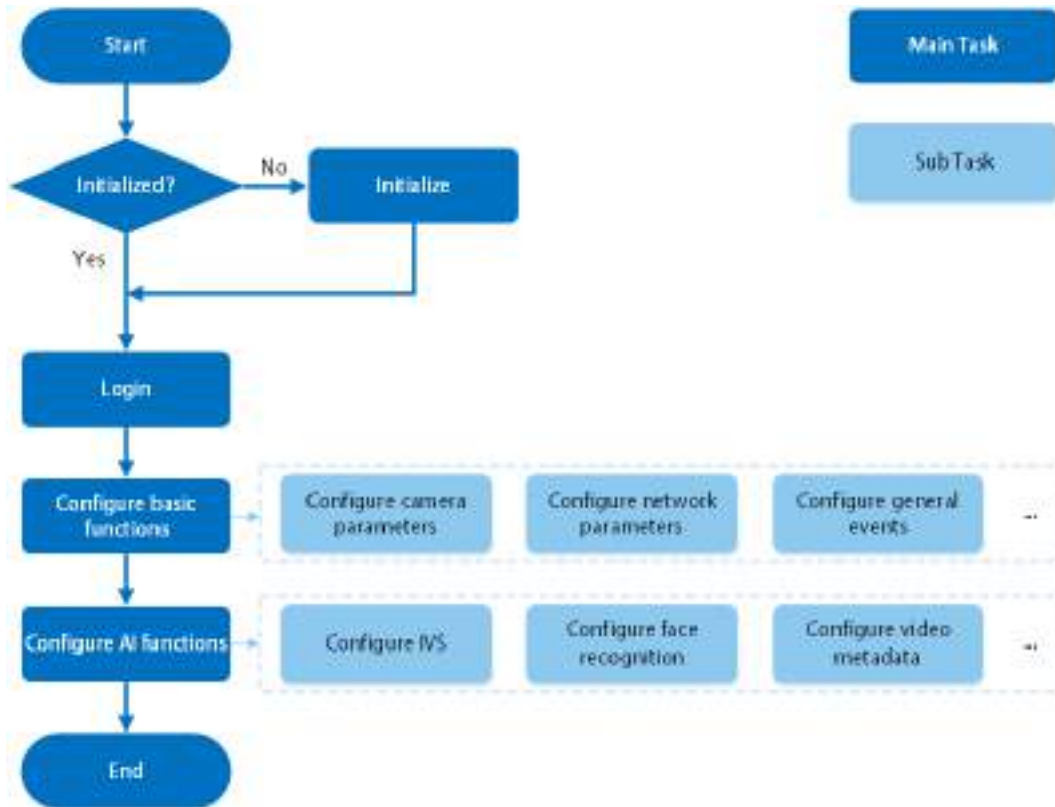 Start
Main Task
Sub Task
Initialized?
No
Initialize
Yes
Login
Configure basic
functions
Configure camera
parameters
Configure network
parameters
Configure general
events
...
Configure AI functions
Configure IVS
Configure face
recognition
Configure video
metadada
...
End